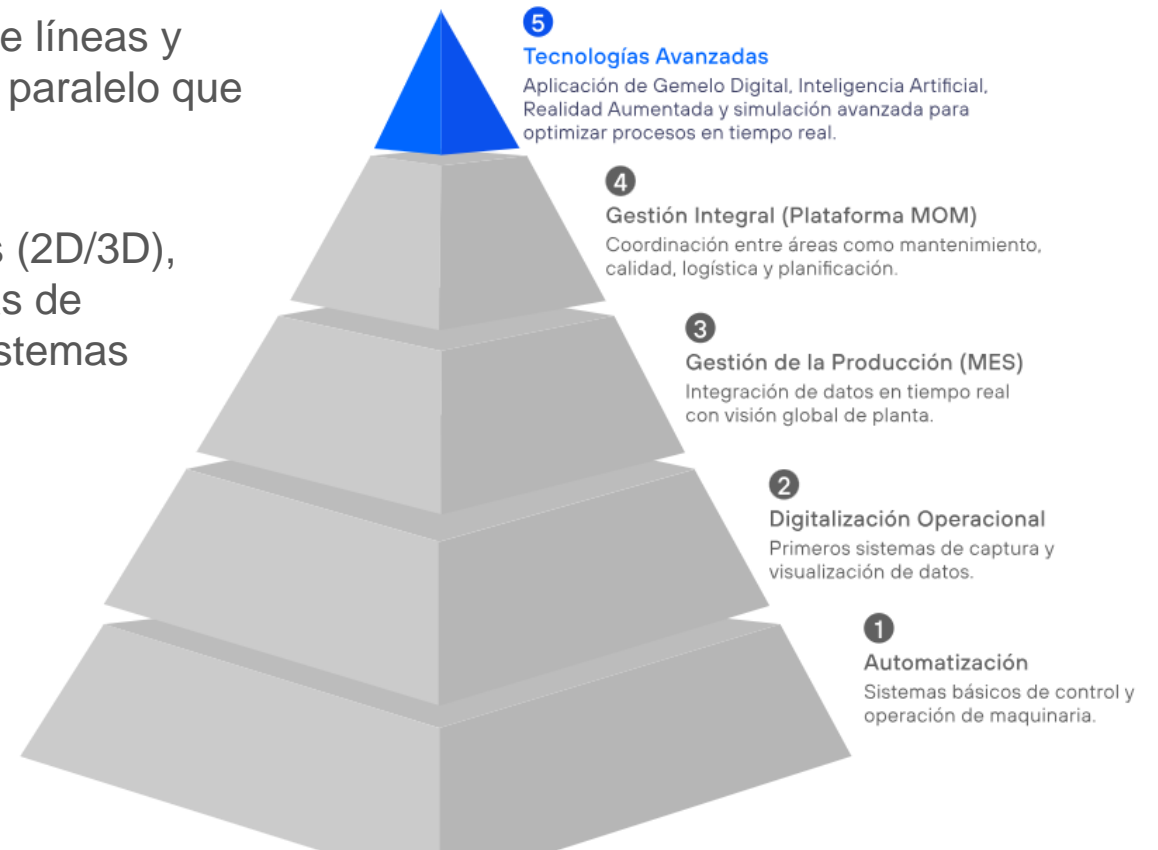 e líneas y
paralelo que
s (2D/3D),
s de
stemas
5
Tecnologías Avanzadas
Aplicación de Gemelo Digital, Inteligencia Artificial,
Realidad Aumentada y simulación avanzada para
optimizar procesos en tiempo real.
4
Gestión Integral (Plataforma MOM)
Coordinación entre áreas como mantenimiento,
calidad, logística y planificación.
3
Gestión de la Producción (MES)
Integración de datos en tiempo real
con visión global de planta.
2
Digitalización Operacional
Primeros sistemas de captura y
visualización de datos.
1
Automatización
Sistemas básicos de control y
operación de maquinaria.